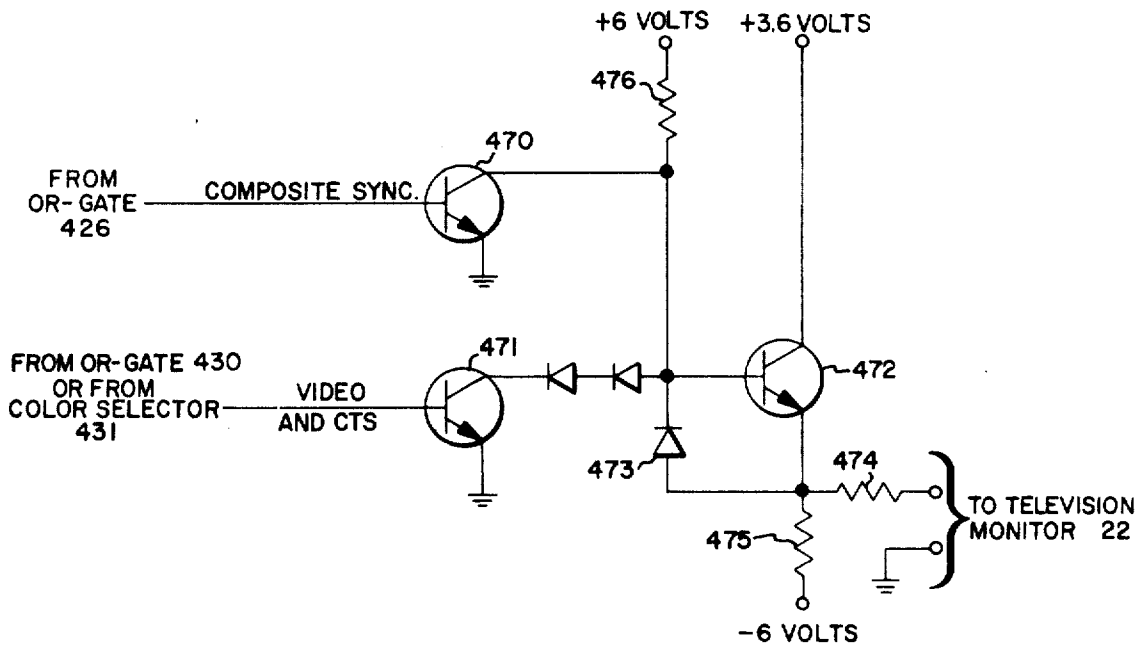 +6 VOLTS
+3.6 VOLTS
476
470
FROM
OR-GATE
426
COMPOSITE SYNC.
FROM OR-GATE 430
OR FROM
COLOR SELECTOR
431
VIDEO
AND CTS
471
472
473
474
475
TO TELEVISION
MONITOR 22
-6 VOLTS